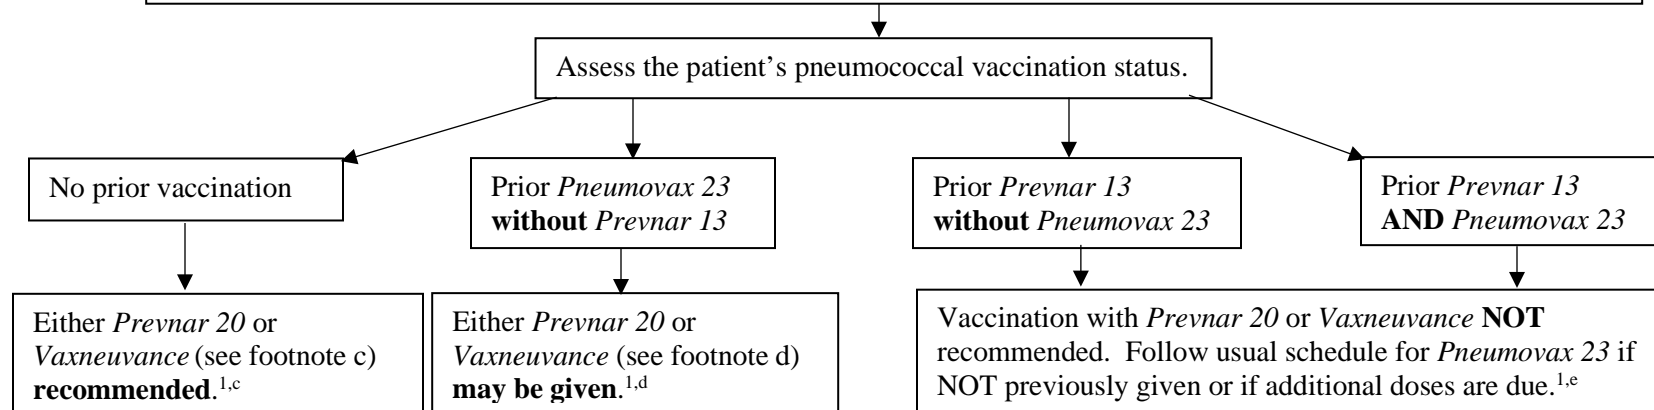 Assess the patient's pneumococcal vaccination status.
No prior vaccination
Prior Pneumovax 23
without Prevnar 13
Prior Prevnar 13
without Pneumovax 23
Prior Prevnar 13
AND Pneumovax 23
Either Prevnar 20 or
Vaxneuvance (see footnote c)
recommended.1,c
Either Prevnar 20 or
Vaxneuvance (see footnote d)
may be given.1,d
Vaccination with Prevnar 20 or Vaxneuvance NOT
recommended. Follow usual schedule for Pneumovax 23 if
NOT previously given or if additional doses are due.1,e